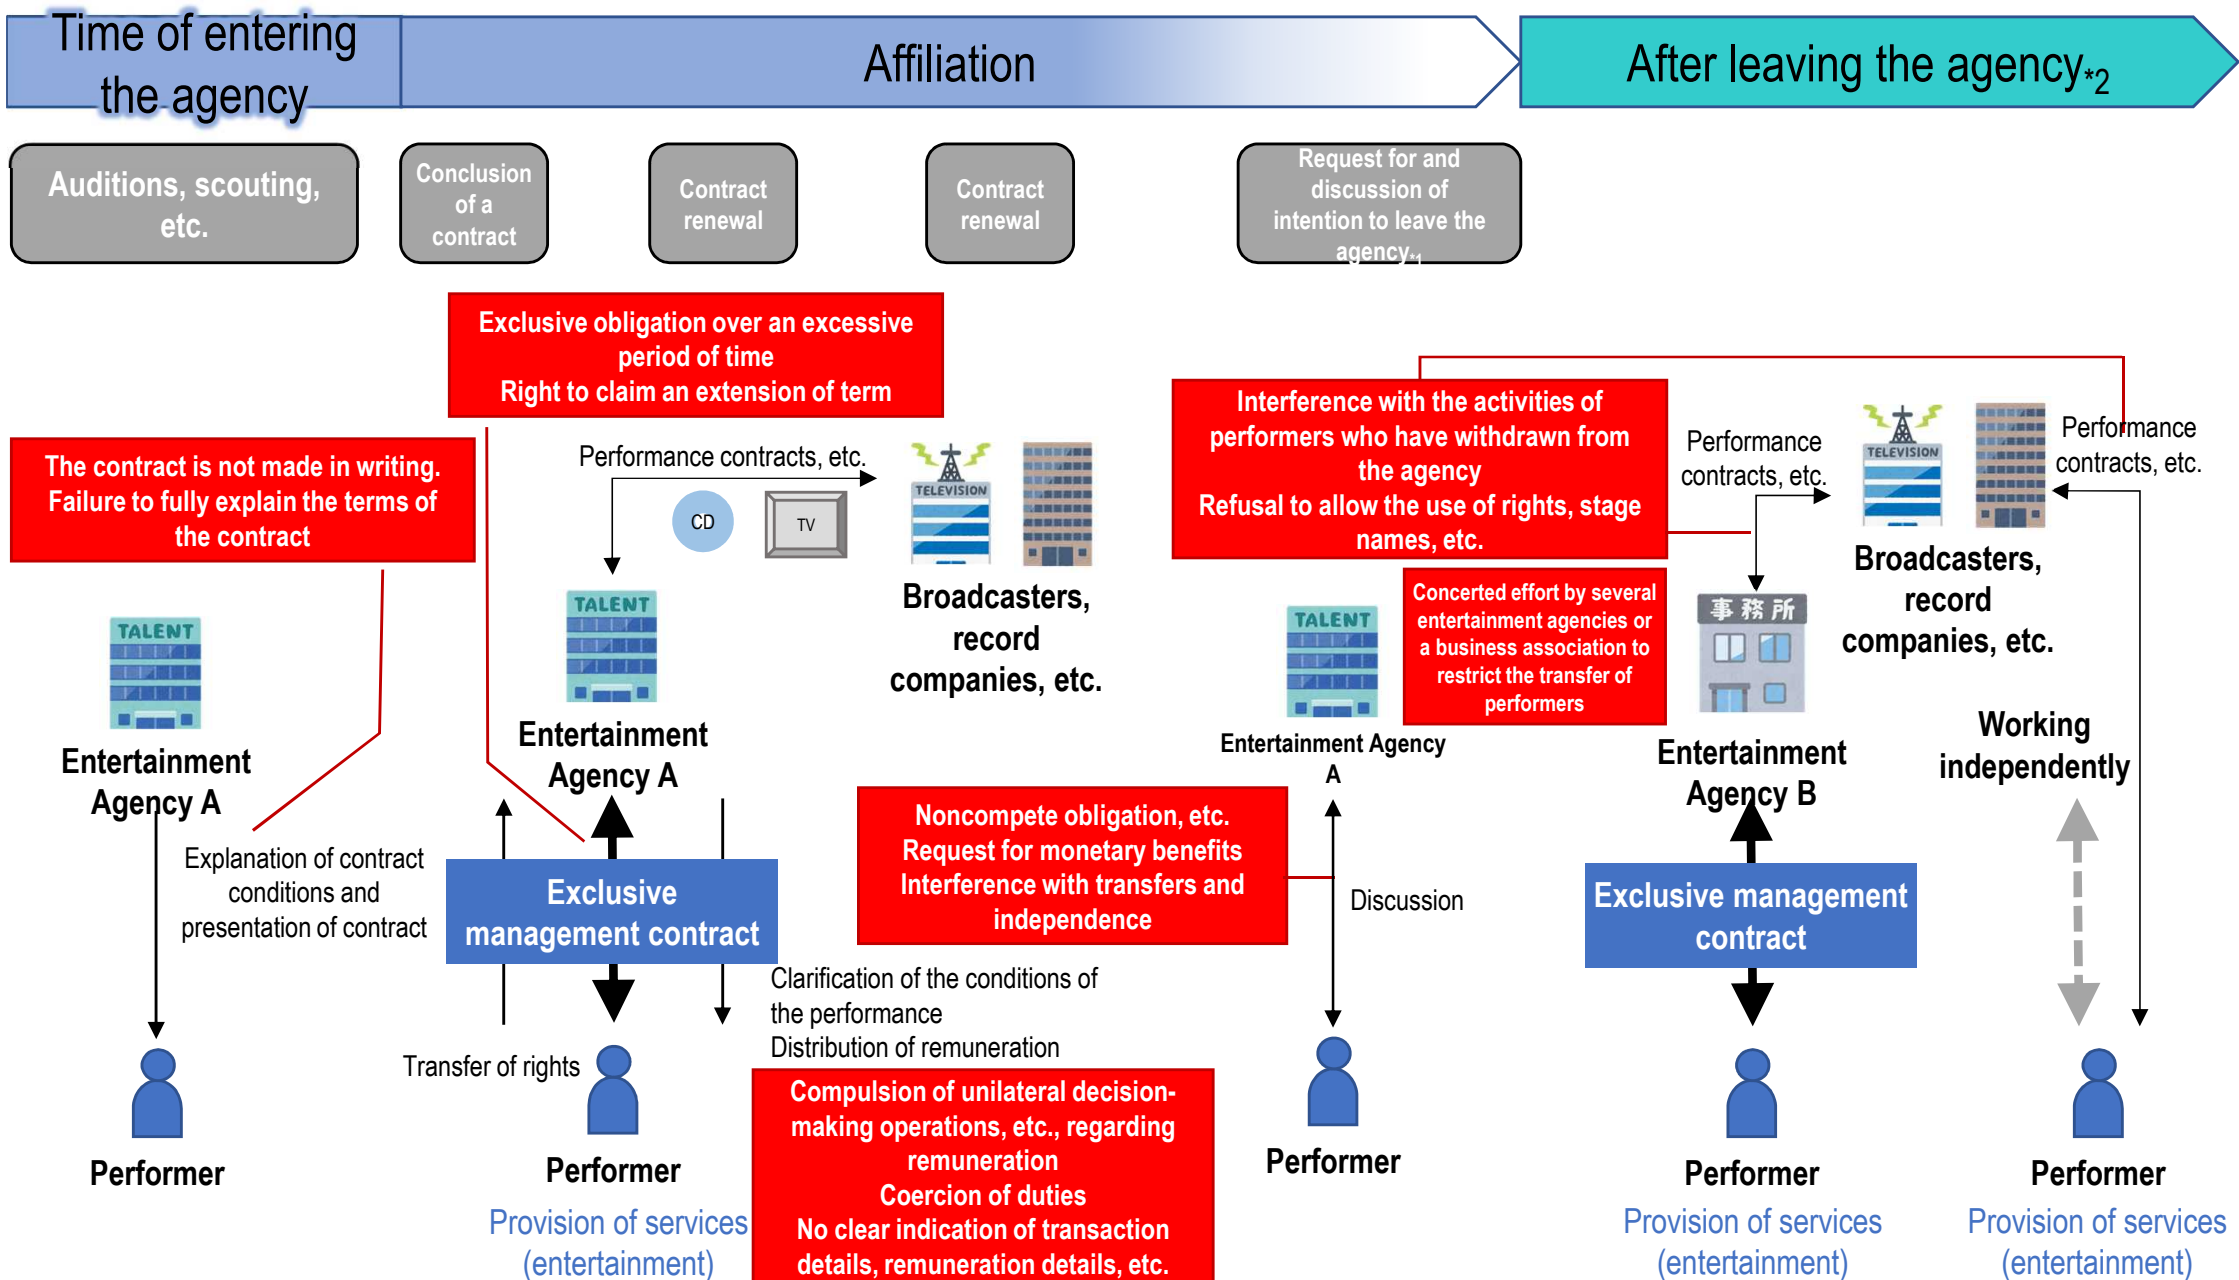 Time of entering
the agency
Affiliation
After leaving the agency*2
Auditions, scouting,
etc.
Conclusion
of a
contract
Contract
renewal
Contract
renewal
Request for and
discussion of
intention to leave the
agency*1
Exclusive obligation over an excessive
period of time
Right to claim an extension of term
The contract is not made in writing.
Failure to fully explain the terms of
the contract
Performance contracts, etc.
CD
TV
TELEVISION
Broadcasters,
record
companies, etc.
Interference with the activities of
performers who have withdrawn from
the agency
Refusal to allow the use of rights, stage
names, etc.
Performance
contracts, etc.
TELEVISION
Performance
contracts, etc.
Broadcasters,
record
companies, etc.
Concerted effort by several
entertainment agencies or
a business association to
restrict the transfer of
performers
TALENT
Entertainment
Agency A
TALENT
Entertainment
Agency A
TALENT
Entertainment Agency
A
事務所
Entertainment
Agency B
Working
independently
Explanation of contract
conditions and
presentation of contract
Exclusive
management contract
Noncompete obligation, etc.
Request for monetary benefits
Interference with transfers and
independence
Discussion
Exclusive management
contract
Clarification of the conditions of
the performance
Distribution of remuneration
Transfer of rights
Compulsion of unilateral decision-
making operations, etc., regarding
remuneration
Coercion of duties
No clear indication of transaction
details, remuneration details, etc.
Performer
Performer
Provision of services
(entertainment)
Performer
Performer
Provision of services
(entertainment)
Performer
Provision of services
(entertainment)